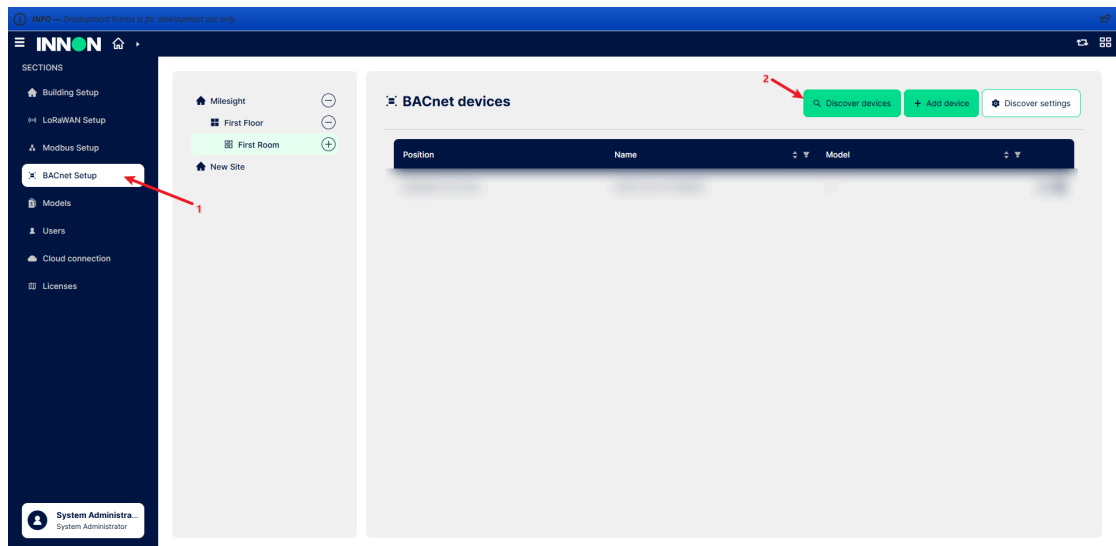 INFO — Development license is for development use only.
INNON
SECTIONS
Building Setup
LoRaWAN Setup
Modbus Setup
BACnet Setup
Models
Users
Cloud connection
Licenses
System Administra...
System Administrator
1
Milesight
First Floor
First Room
New Site
BACnet devices
2
Discover devices
+ Add device
Discover settings
Position Name Model